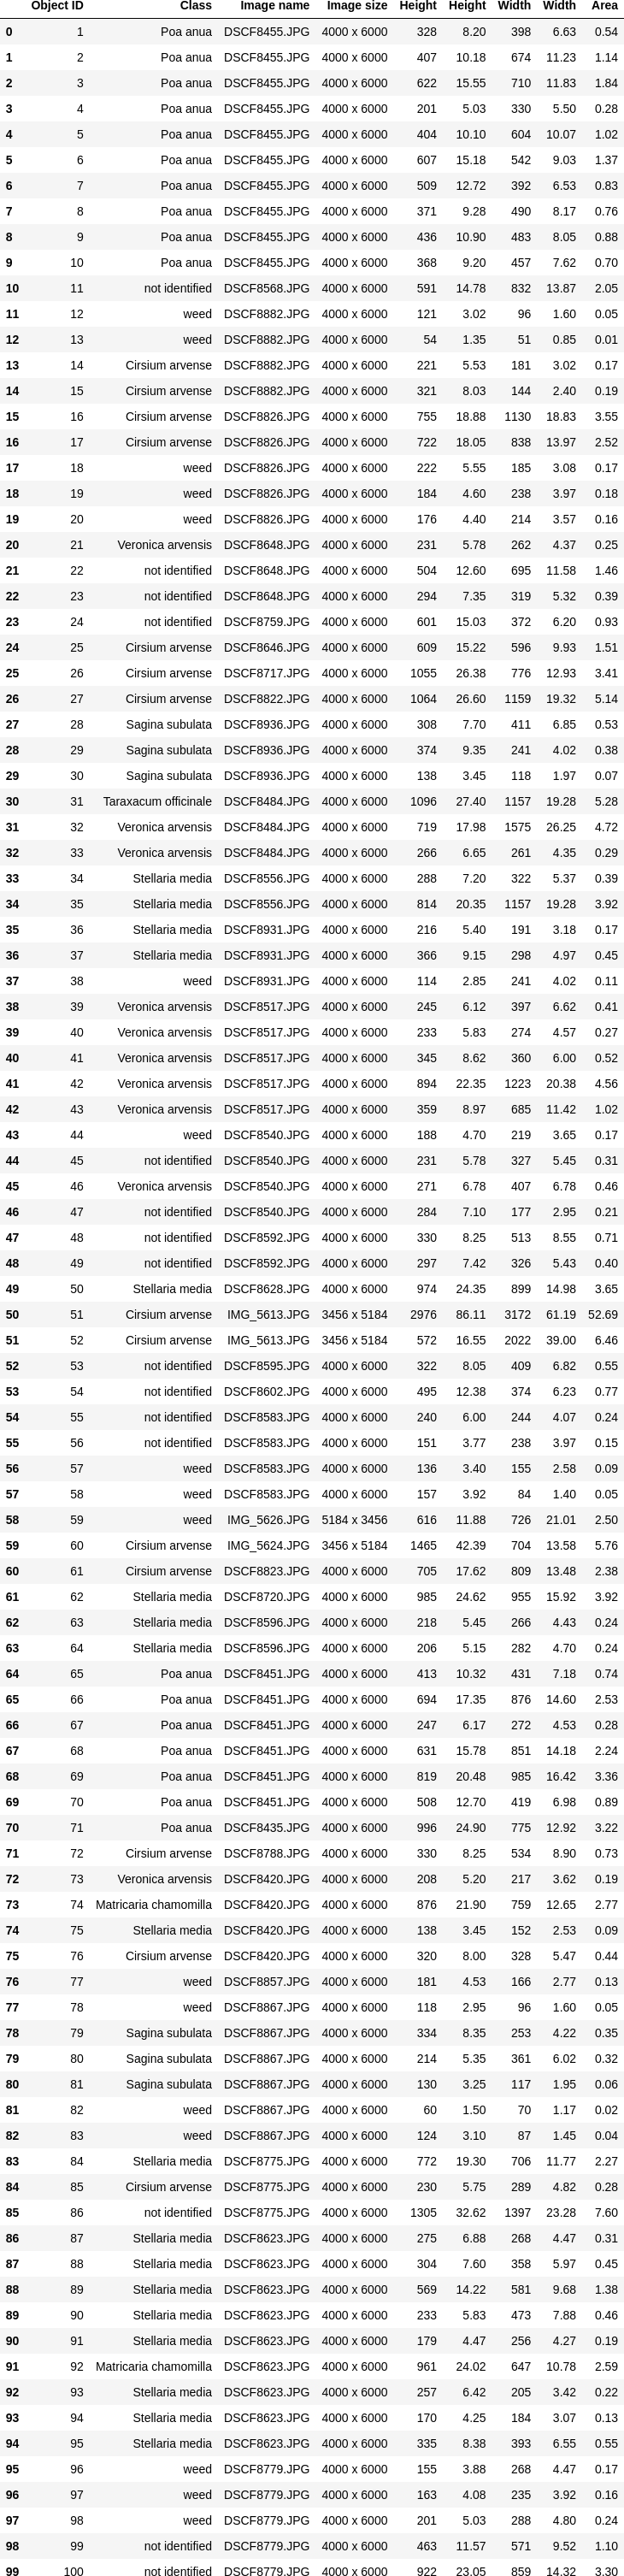 Object ID Class Image name Image size Height Height Width Width Area
0 1 Poa anua DSCF8455.JPG 4000 x 6000 328 8.20 398 6.63 0.54
1 2 Poa anua DSCF8455.JPG 4000 x 6000 407 10.18 674 11.23 1.14
2 3 Poa anua DSCF8455.JPG 4000 x 6000 622 15.55 710 11.83 1.84
3 4 Poa anua DSCF8455.JPG 4000 x 6000 201 5.03 330 5.50 0.28
4 5 Poa anua DSCF8455.JPG 4000 x 6000 404 10.10 604 10.07 1.02
5 6 Poa anua DSCF8455.JPG 4000 x 6000 607 15.18 542 9.03 1.37
6 7 Poa anua DSCF8455.JPG 4000 x 6000 509 12.72 392 6.53 0.83
7 8 Poa anua DSCF8455.JPG 4000 x 6000 371 9.28 490 8.17 0.76
8 9 Poa anua DSCF8455.JPG 4000 x 6000 436 10.90 483 8.05 0.88
9 10 Poa anua DSCF8455.JPG 4000 x 6000 368 9.20 457 7.62 0.70
10 11 not identified DSCF8568.JPG 4000 x 6000 591 14.78 832 13.87 2.05
11 12 weed DSCF8882.JPG 4000 x 6000 121 3.02 96 1.60 0.05
12 13 weed DSCF8882.JPG 4000 x 6000 54 1.35 51 0.85 0.01
13 14 Cirsium arvense DSCF8882.JPG 4000 x 6000 221 5.53 181 3.02 0.17
14 15 Cirsium arvense DSCF8882.JPG 4000 x 6000 321 8.03 144 2.40 0.19
15 16 Cirsium arvense DSCF8826.JPG 4000 x 6000 755 18.88 1130 18.83 3.55
16 17 Cirsium arvense DSCF8826.JPG 4000 x 6000 722 18.05 838 13.97 2.52
17 18 weed DSCF8826.JPG 4000 x 6000 222 5.55 185 3.08 0.17
18 19 weed DSCF8826.JPG 4000 x 6000 184 4.60 238 3.97 0.18
19 20 weed DSCF8826.JPG 4000 x 6000 176 4.40 214 3.57 0.16
20 21 Veronica arvensis DSCF8648.JPG 4000 x 6000 231 5.78 262 4.37 0.25
21 22 not identified DSCF8648.JPG 4000 x 6000 504 12.60 695 11.58 1.46
22 23 not identified DSCF8648.JPG 4000 x 6000 294 7.35 319 5.32 0.39
23 24 not identified DSCF8759.JPG 4000 x 6000 601 15.03 372 6.20 0.93
24 25 Cirsium arvense DSCF8646.JPG 4000 x 6000 609 15.22 596 9.93 1.51
25 26 Cirsium arvense DSCF8717.JPG 4000 x 6000 1055 26.38 776 12.93 3.41
26 27 Cirsium arvense DSCF8822.JPG 4000 x 6000 1064 26.60 1159 19.32 5.14
27 28 Sagina subulata DSCF8936.JPG 4000 x 6000 308 7.70 411 6.85 0.53
28 29 Sagina subulata DSCF8936.JPG 4000 x 6000 374 9.35 241 4.02 0.38
29 30 Sagina subulata DSCF8936.JPG 4000 x 6000 138 3.45 118 1.97 0.07
30 31 Taraxacum officinale DSCF8484.JPG 4000 x 6000 1096 27.40 1157 19.28 5.28
31 32 Veronica arvensis DSCF8484.JPG 4000 x 6000 719 17.98 1575 26.25 4.72
32 33 Veronica arvensis DSCF8484.JPG 4000 x 6000 266 6.65 261 4.35 0.29
33 34 Stellaria media DSCF8556.JPG 4000 x 6000 288 7.20 322 5.37 0.39
34 35 Stellaria media DSCF8556.JPG 4000 x 6000 814 20.35 1157 19.28 3.92
35 36 Stellaria media DSCF8931.JPG 4000 x 6000 216 5.40 191 3.18 0.17
36 37 Stellaria media DSCF8931.JPG 4000 x 6000 366 9.15 298 4.97 0.45
37 38 weed DSCF8931.JPG 4000 x 6000 114 2.85 241 4.02 0.11
38 39 Veronica arvensis DSCF8517.JPG 4000 x 6000 245 6.12 397 6.62 0.41
39 40 Veronica arvensis DSCF8517.JPG 4000 x 6000 233 5.83 274 4.57 0.27
40 41 Veronica arvensis DSCF8517.JPG 4000 x 6000 345 8.62 360 6.00 0.52
41 42 Veronica arvensis DSCF8517.JPG 4000 x 6000 894 22.35 1223 20.38 4.56
42 43 Veronica arvensis DSCF8517.JPG 4000 x 6000 359 8.97 685 11.42 1.02
43 44 weed DSCF8540.JPG 4000 x 6000 188 4.70 219 3.65 0.17
44 45 not identified DSCF8540.JPG 4000 x 6000 231 5.78 327 5.45 0.31
45 46 Veronica arvensis DSCF8540.JPG 4000 x 6000 271 6.78 407 6.78 0.46
46 47 not identified DSCF8540.JPG 4000 x 6000 284 7.10 177 2.95 0.21
47 48 not identified DSCF8592.JPG 4000 x 6000 330 8.25 513 8.55 0.71
48 49 not identified DSCF8592.JPG 4000 x 6000 297 7.42 326 5.43 0.40
49 50 Stellaria media DSCF8628.JPG 4000 x 6000 974 24.35 899 14.98 3.65
50 51 Cirsium arvense IMG_5613.JPG 3456 x 5184 2976 86.11 3172 61.19 52.69
51 52 Cirsium arvense IMG_5613.JPG 3456 x 5184 572 16.55 2022 39.00 6.46
52 53 not identified DSCF8595.JPG 4000 x 6000 322 8.05 409 6.82 0.55
53 54 not identified DSCF8602.JPG 4000 x 6000 495 12.38 374 6.23 0.77
54 55 not identified DSCF8583.JPG 4000 x 6000 240 6.00 244 4.07 0.24
55 56 not identified DSCF8583.JPG 4000 x 6000 151 3.77 238 3.97 0.15
56 57 weed DSCF8583.JPG 4000 x 6000 136 3.40 155 2.58 0.09
57 58 weed DSCF8583.JPG 4000 x 6000 157 3.92 84 1.40 0.05
58 59 weed IMG_5626.JPG 5184 x 3456 616 11.88 726 21.01 2.50
59 60 Cirsium arvense IMG_5624.JPG 3456 x 5184 1465 42.39 704 13.58 5.76
60 61 Cirsium arvense DSCF8823.JPG 4000 x 6000 705 17.62 809 13.48 2.38
61 62 Stellaria media DSCF8720.JPG 4000 x 6000 985 24.62 955 15.92 3.92
62 63 Stellaria media DSCF8596.JPG 4000 x 6000 218 5.45 266 4.43 0.24
63 64 Stellaria media DSCF8596.JPG 4000 x 6000 206 5.15 282 4.70 0.24
64 65 Poa anua DSCF8451.JPG 4000 x 6000 413 10.32 431 7.18 0.74
65 66 Poa anua DSCF8451.JPG 4000 x 6000 694 17.35 876 14.60 2.53
66 67 Poa anua DSCF8451.JPG 4000 x 6000 247 6.17 272 4.53 0.28
67 68 Poa anua DSCF8451.JPG 4000 x 6000 631 15.78 851 14.18 2.24
68 69 Poa anua DSCF8451.JPG 4000 x 6000 819 20.48 985 16.42 3.36
69 70 Poa anua DSCF8451.JPG 4000 x 6000 508 12.70 419 6.98 0.89
70 71 Poa anua DSCF8435.JPG 4000 x 6000 996 24.90 775 12.92 3.22
71 72 Cirsium arvense DSCF8788.JPG 4000 x 6000 330 8.25 534 8.90 0.73
72 73 Veronica arvensis DSCF8420.JPG 4000 x 6000 208 5.20 217 3.62 0.19
73 74 Matricaria chamomilla DSCF8420.JPG 4000 x 6000 876 21.90 759 12.65 2.77
74 75 Stellaria media DSCF8420.JPG 4000 x 6000 138 3.45 152 2.53 0.09
75 76 Cirsium arvense DSCF8420.JPG 4000 x 6000 320 8.00 328 5.47 0.44
76 77 weed DSCF8857.JPG 4000 x 6000 181 4.53 166 2.77 0.13
77 78 weed DSCF8867.JPG 4000 x 6000 118 2.95 96 1.60 0.05
78 79 Sagina subulata DSCF8867.JPG 4000 x 6000 334 8.35 253 4.22 0.35
79 80 Sagina subulata DSCF8867.JPG 4000 x 6000 214 5.35 361 6.02 0.32
80 81 Sagina subulata DSCF8867.JPG 4000 x 6000 130 3.25 117 1.95 0.06
81 82 weed DSCF8867.JPG 4000 x 6000 60 1.50 70 1.17 0.02
82 83 weed DSCF8867.JPG 4000 x 6000 124 3.10 87 1.45 0.04
83 84 Stellaria media DSCF8775.JPG 4000 x 6000 772 19.30 706 11.77 2.27
84 85 Cirsium arvense DSCF8775.JPG 4000 x 6000 230 5.75 289 4.82 0.28
85 86 not identified DSCF8775.JPG 4000 x 6000 1305 32.62 1397 23.28 7.60
86 87 Stellaria media DSCF8623.JPG 4000 x 6000 275 6.88 268 4.47 0.31
87 88 Stellaria media DSCF8623.JPG 4000 x 6000 304 7.60 358 5.97 0.45
88 89 Stellaria media DSCF8623.JPG 4000 x 6000 569 14.22 581 9.68 1.38
89 90 Stellaria media DSCF8623.JPG 4000 x 6000 233 5.83 473 7.88 0.46
90 91 Stellaria media DSCF8623.JPG 4000 x 6000 179 4.47 256 4.27 0.19
91 92 Matricaria chamomilla DSCF8623.JPG 4000 x 6000 961 24.02 647 10.78 2.59
92 93 Stellaria media DSCF8623.JPG 4000 x 6000 257 6.42 205 3.42 0.22
93 94 Stellaria media DSCF8623.JPG 4000 x 6000 170 4.25 184 3.07 0.13
94 95 Stellaria media DSCF8623.JPG 4000 x 6000 335 8.38 393 6.55 0.55
95 96 weed DSCF8779.JPG 4000 x 6000 155 3.88 268 4.47 0.17
96 97 weed DSCF8779.JPG 4000 x 6000 163 4.08 235 3.92 0.16
97 98 weed DSCF8779.JPG 4000 x 6000 201 5.03 288 4.80 0.24
98 99 not identified DSCF8779.JPG 4000 x 6000 463 11.57 571 9.52 1.10
99 100 not identified DSCF8779.JPG 4000 x 6000 922 23.05 859 14.32 3.30